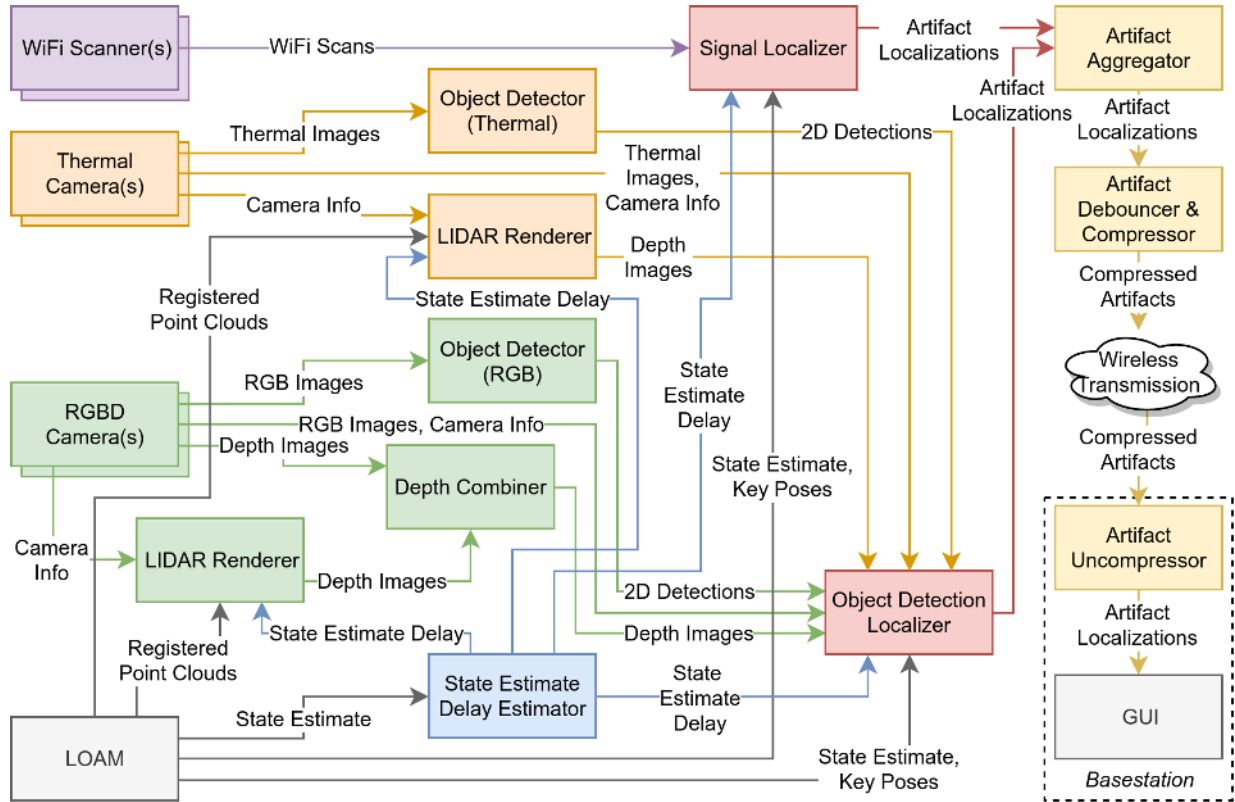 WiFi Scanner(s)
WiFi Scans
Signal Localizer
Artifact
Localizations
Artifact
Aggregator
Artifact
Localizations
Object Detector
(Thermal)
Thermal Images
2D Detections
Artifact
Localizations
Thermal
Camera(s)
Thermal
Images,
Camera Info
Camera Info
Artifact
Debouncer &
Compressor
LIDAR Renderer
Depth
Images
Registered
Point Clouds
State Estimate Delay
Compressed
Artifacts
Object Detector
(RGB)
RGB Images
State
Estimate
Delay
Wireless
Transmission
RGBD
Camera(s)
RGB Images, Camera Info
Depth Images
Compressed
Artifacts
Depth Combiner
State Estimate,
Key Poses
Camera
Info
LIDAR Renderer
Depth Images
Artifact
Uncompressor
2D Detections
Object Detection
Localizer
Depth Images
State Estimate Delay
Artifact
Localizations
Registered
Point Clouds
State Estimate
Delay Estimator
State
Estimate
Delay
State Estimate
GUI
LOAM
State Estimate,
Key Poses
Basestation